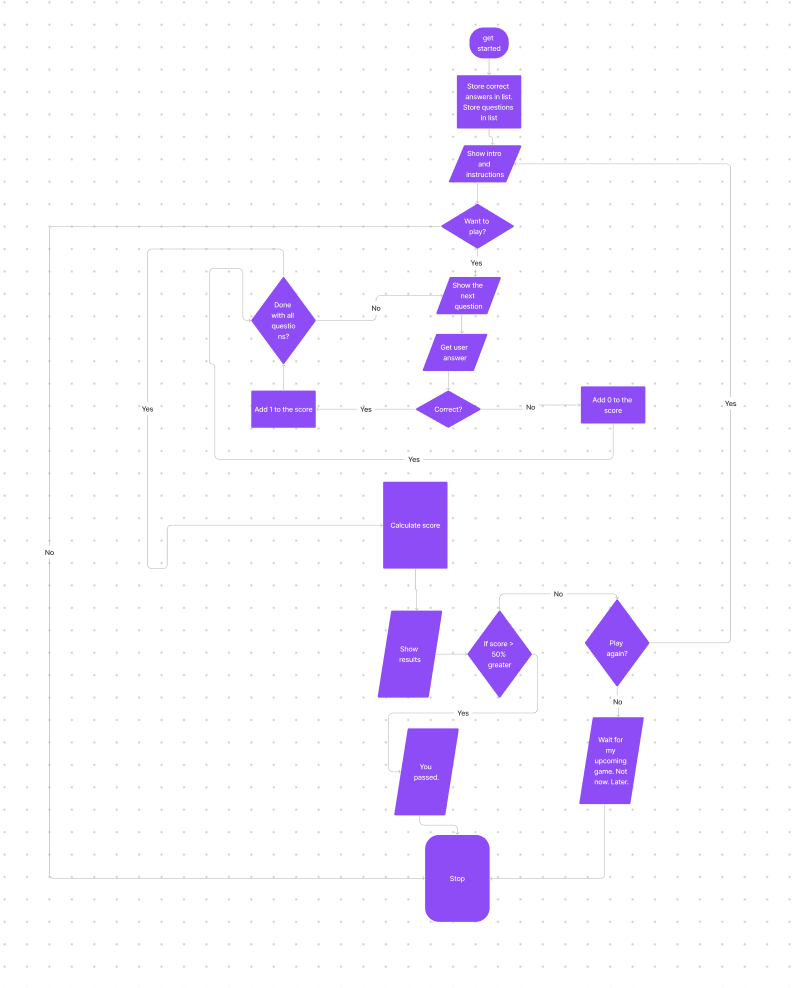 get
started
Store correct
answers in list.
Store questions
in list
Show intro
and
instructions
Want to
play?
Yes
Show the
next
question
Done
with all
questio
ns?
No
Get user
answer
Add 1 to the score
Yes
Correct?
No
Add 0 to the
score
Yes
Yes
Yes
Calculate score
No
No
Show
results
If score >
50%
greater
Play
again?
No
Yes
You
passed.
Wait for
my
upcoming
game. Not
now. Later.
Stop